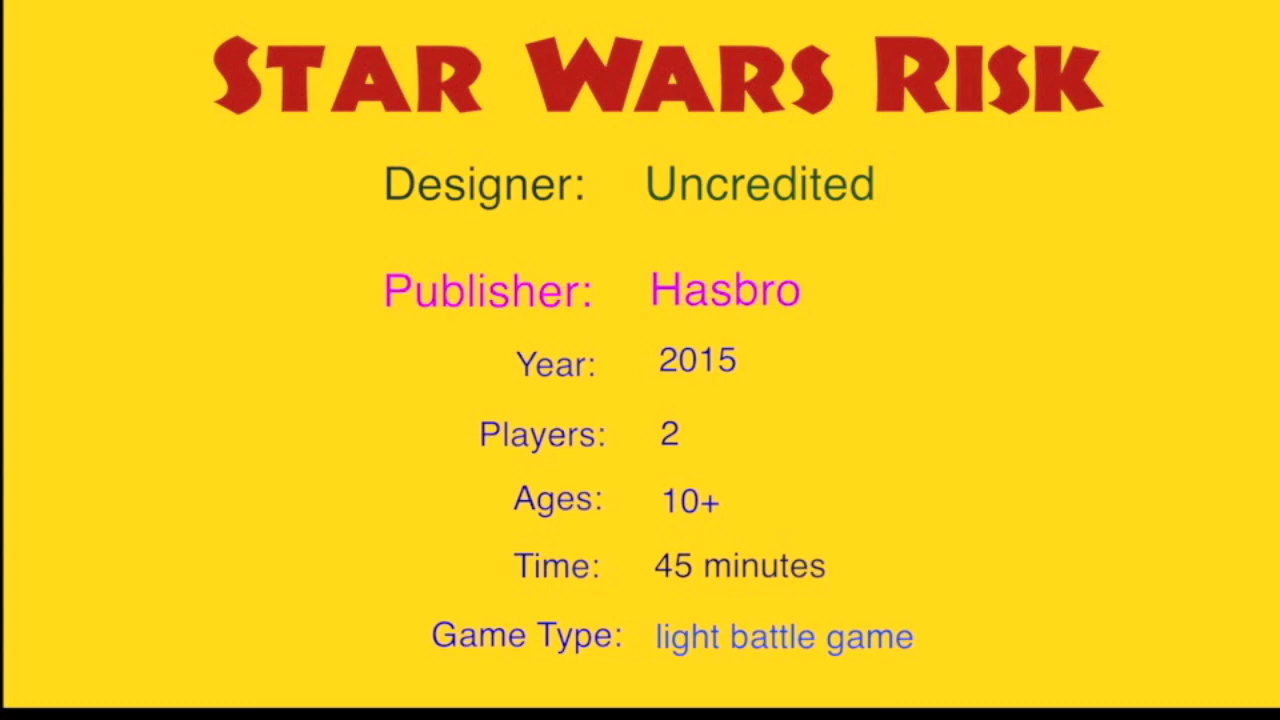 STAR WARS RISK
Designer: Uncredited
Publisher: Hasbro
Year: 2015
Players: 2
Ages: 10+
Time: 45 minutes
Game Type: light battle game